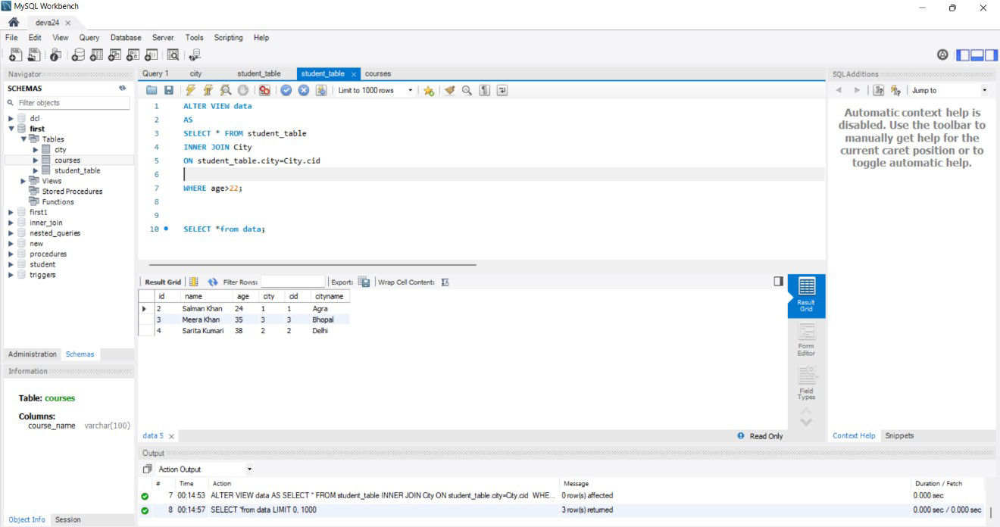 MySQL Workbench
deva24
File Edit View Query Database Server Tools Scripting Help
Navigator
SCHEMAS
Filter objects
dcl
first
Tables
city
courses
student_table
Views
Stored Procedures
Functions
first1
inner_join
nested_queries
new
procedures
student
triggers
Administration Schemas
Information
Table: courses
Columns:
course_name varchar(100)
Object Info Session
Query 1 city student_table student_table courses
Limit to 1000 rows
1 ALTER VIEW data
2 AS
3 SELECT * FROM student_table
4 INNER JOIN City
5 ON student_table.city=City.cid
6
7 WHERE age>22;
8
9
10 SELECT *from data;
Result Grid Filter Rows: Export: Wrap Cell Content:
id name age city cid cityname
2 Salman Khan 24 1 1 Agra
3 Meera Khan 35 3 3 Bhopal
4 Sarita Kumari 38 2 2 Delhi
Result
Grid
Form
Editor
Field
Types
data 5 Read Only
Output
Action Output
# Time Action Message Duration / Fetch
7 00:14:53 ALTER VIEW data AS SELECT * FROM student_table INNER JOIN City ON student_table.city=City.cid WHE... 0 row(s) affected 0.000 sec
8 00:14:57 SELECT *from data LIMIT 0, 1000 3 row(s) returned 0.000 sec / 0.000 sec
SQLAdditions
Jump to
Automatic context help is
disabled. Use the toolbar to
manually get help for the
current caret position or to
toggle automatic help.
Context Help Snippets